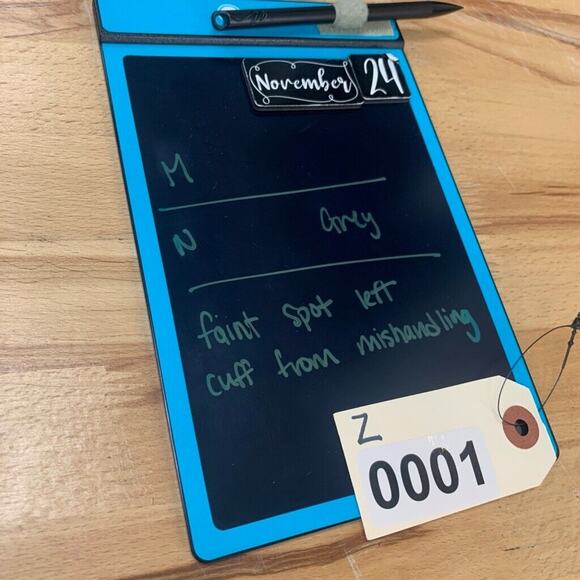 November 24
M
N Grey
faint spot left
cuff from mishandling
Z
0001